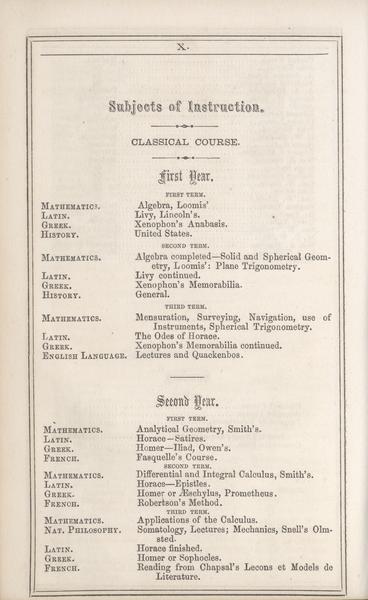 X.
Subjects of Instruction.
CLASSICAL COURSE.
First Year.
FIRST TERM.
MATHEMATICS. Algebra, Loomis'
LATIN. Livy, Lincoln's.
GREEK. Xenophon's Anabasis.
HISTORY. United States.
SECOND TERM.
MATHEMATICS. Algebra completed—Solid and Spherical Geom-
etry, Loomis': Plane Trigonometry.
LATIN. Livy continued.
GREEK. Xenophon's Memorabilia.
HISTORY. General.
THIRD TERM.
MATHEMATICS. Mensuration, Surveying, Navigation, use of
Instruments, Spherical Trigonometry.
LATIN. The Odes of Horace.
GREEK. Xenophon's Memorabilia continued.
ENGLISH LANGUAGE. Lectures and Quackenbos.
Second Year.
FIRST TERM.
MATHEMATICS. Analytical Geometry, Smith's.
LATIN. Horace—Satires.
GREEK. Homer—Iliad, Owen's.
FRENCH. Fasquelle's Course.
SECOND TERM.
MATHEMATICS. Differential and Integral Calculus, Smith's.
LATIN. Horace—Epistles.
GREEK. Homer or Æschylus, Prometheus.
FRENCH. Robertson's Method.
THIRD TERM.
MATHEMATICS. Applications of the Calculus.
NAT. PHILOSOPHY. Somatology, Lectures; Mechanics, Snell's Olm-
sted.
LATIN. Horace finished.
GREEK. Homer or Sophocles.
FRENCH. Reading from Chapsal's Lecons et Models de
Literature.